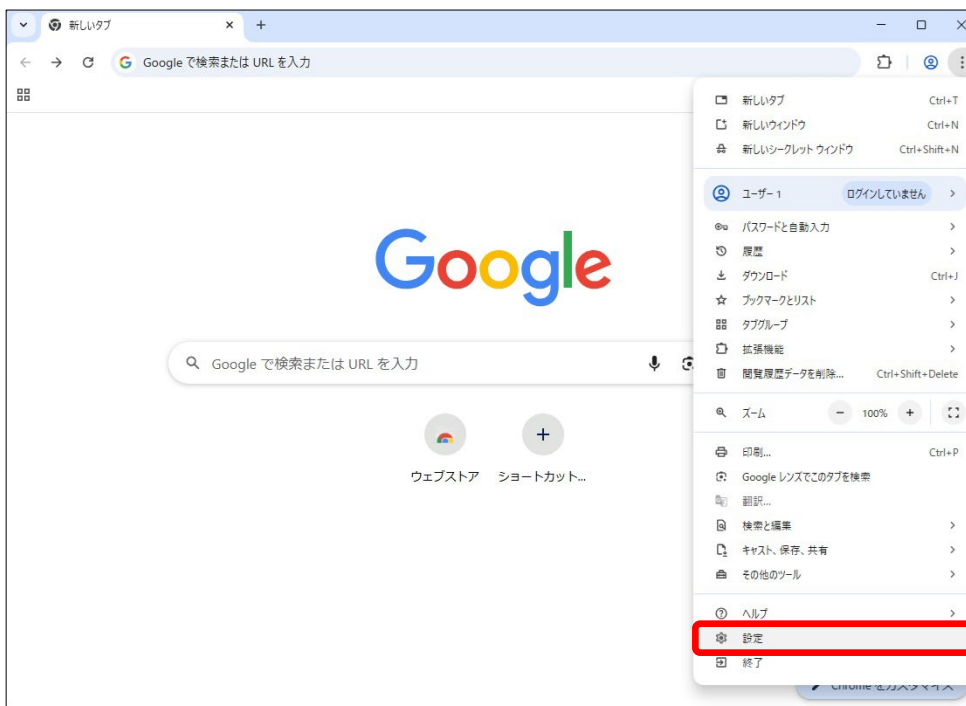 新しいタブ
Google で検索または URL を入力
新しいタブ Ctrl+T
新しいウィンドウ Ctrl+N
新しいシークレット ウィンドウ Ctrl+Shift+N
ユーザー 1 ログインしていません
パスワードと自動入力
履歴
ダウンロード Ctrl+J
ブックマークとリスト
タブグループ
拡張機能
閲覧履歴データを削除... Ctrl+Shift+Delete
ズーム 100%
印刷... Ctrl+P
Google レンズでこのタブを検索
翻訳...
検索と編集
キャスト、保存、共有
その他のツール
ヘルプ
設定
終了
Google
Google で検索または URL を入力
ウェブストア ショートカット...
Chrome をカスタマイズ